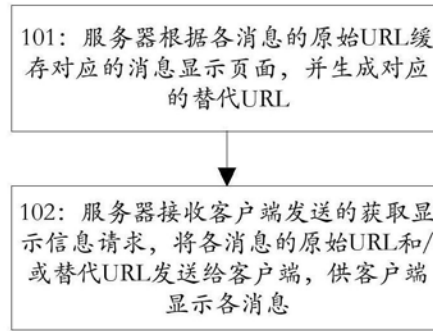 101：服务器根据各消息的原始URL缓
存对应的消息显示页面，并生成对应
的替代URL
102：服务器接收客户端发送的获取显
示信息请求，将各消息的原始URL和/
或替代URL发送给客户端，供客户端
显示各消息